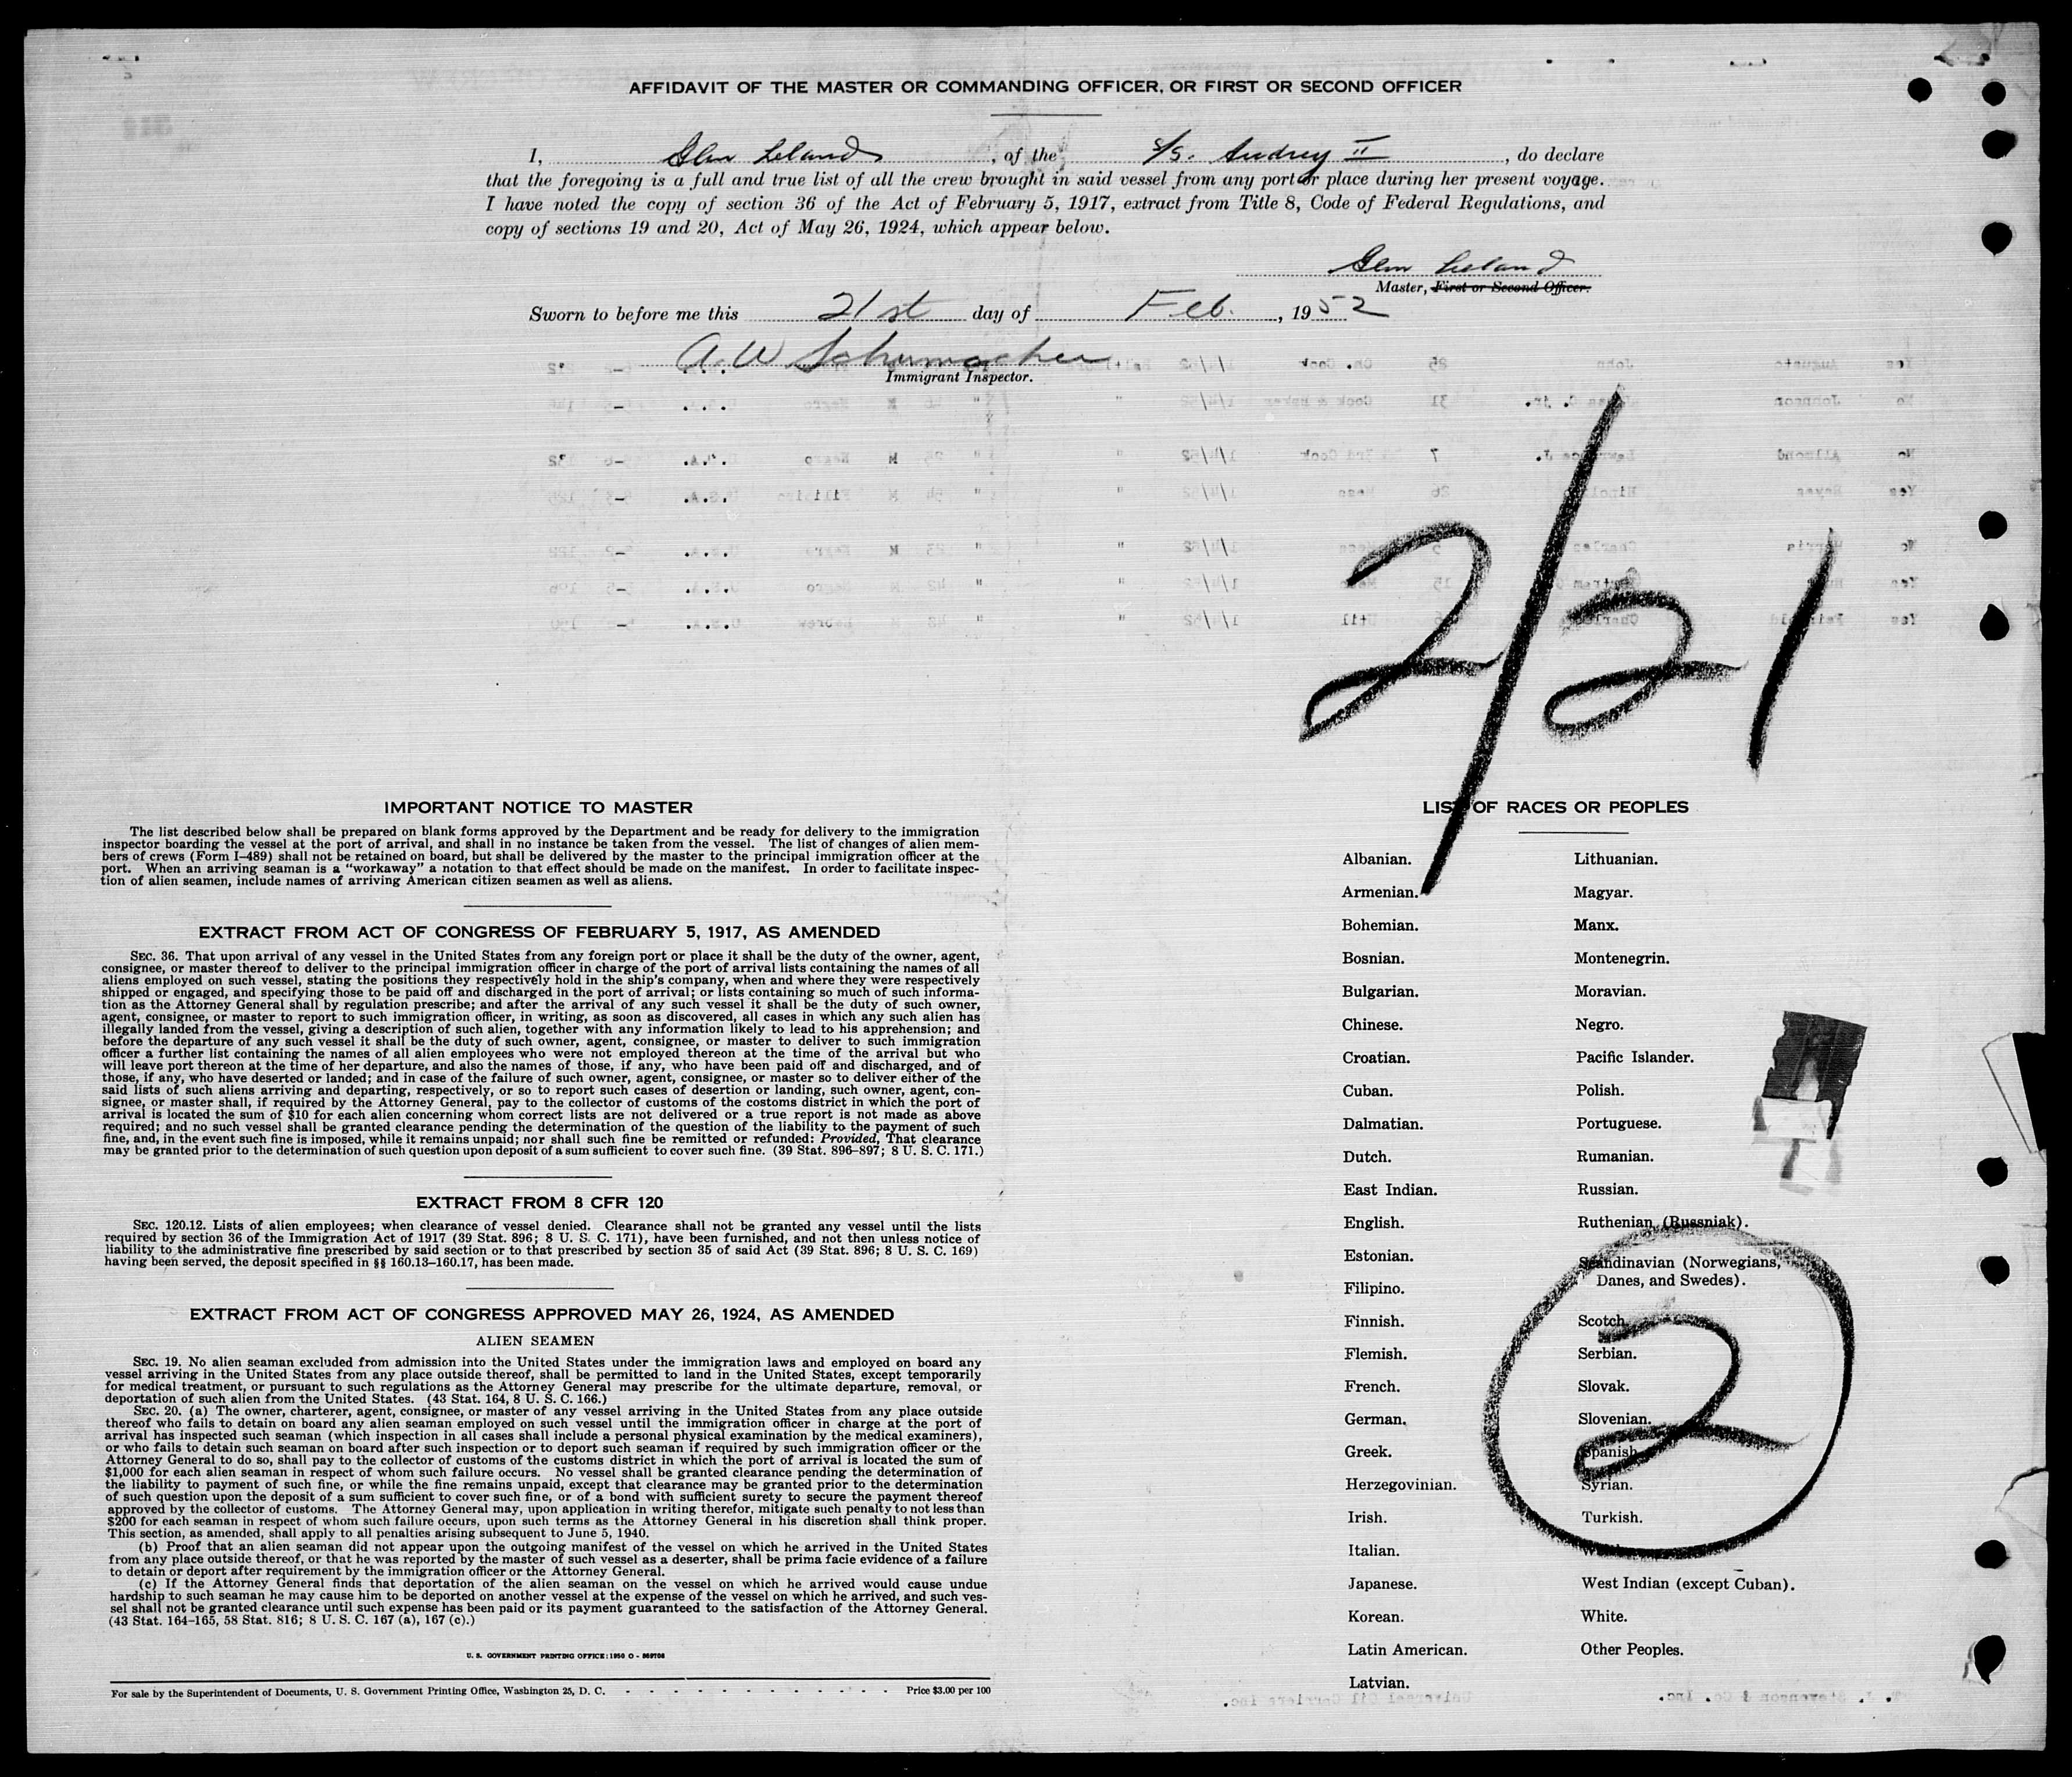 AFFIDAVIT OF THE MASTER OR COMMANDING OFFICER, OR FIRST OR SECOND OFFICER
I, Glen Leland, of the S/S. Audrey II, do declare
that the foregoing is a full and true list of all the crew brought in said vessel from any port or place during her present voyage.
I have noted the copy of section 36 of the Act of February 5, 1917, extract from Title 8, Code of Federal Regulations, and
copy of sections 19 and 20, Act of May 26, 1924, which appear below.
Glen Leland
Master, First or Second Officer.
Sworn to before me this 21st day of Feb., 1952
A. W Schumacher
Immigrant Inspector.
2/21
IMPORTANT NOTICE TO MASTER
The list described below shall be prepared on blank forms approved by the Department and be ready for delivery to the immigration
inspector boarding the vessel at the port of arrival, and shall in no instance be taken from the vessel. The list of changes of alien mem-
bers of crews (Form I-489) shall not be retained on board, but shall be delivered by the master to the principal immigration officer at the
port. When an arriving seaman is a "workaway" a notation to that effect should be made on the manifest. In order to facilitate inspec-
tion of alien seamen, include names of arriving American citizen seamen as well as aliens.
EXTRACT FROM ACT OF CONGRESS OF FEBRUARY 5, 1917, AS AMENDED
SEC. 36. That upon arrival of any vessel in the United States from any foreign port or place it shall be the duty of the owner, agent,
consignee, or master thereof to deliver to the principal immigration officer in charge of the port of arrival lists containing the names of all
aliens employed on such vessel, stating the positions they respectively hold in the ship's company, when and where they were respectively
shipped or engaged, and specifying those to be paid off and discharged in the port of arrival; or lists containing so much of such informa-
tion as the Attorney General shall by regulation prescribe; and after the arrival of any such vessel it shall be the duty of such owner,
agent, consignee, or master to report to such immigration officer, in writing, as soon as discovered, all cases in which any such alien has
illegally landed from the vessel, giving a description of such alien, together with any information likely to lead to his apprehension; and
before the departure of any such vessel it shall be the duty of such owner, agent, consignee, or master to deliver to such immigration
officer a further list containing the names of all alien employees who were not employed thereon at the time of the arrival but who
will leave port thereon at the time of her departure, and also the names of those, if any, who have been paid off and discharged, and of
those, if any, who have deserted or landed; and in case of the failure of such owner, agent, consignee, or master so to deliver either of the
said lists of such aliens arriving and departing, respectively, or so to report such cases of desertion or landing, such owner, agent, con-
signee, or master shall, if required by the Attorney General, pay to the collector of customs of the costoms district in which the port of
arrival is located the sum of $10 for each alien concerning whom correct lists are not delivered or a true report is not made as above
required; and no such vessel shall be granted clearance pending the determination of the question of the liability to the payment of such
fine, and, in the event such fine is imposed, while it remains unpaid; nor shall such fine be remitted or refunded: Provided, That clearance
may be granted prior to the determination of such question upon deposit of a sum sufficient to cover such fine. (39 Stat. 896-897; 8 U. S. C. 171.)
EXTRACT FROM 8 CFR 120
SEC. 120.12. Lists of alien employees; when clearance of vessel denied. Clearance shall not be granted any vessel until the lists
required by section 36 of the Immigration Act of 1917 (39 Stat. 896; 8 U. S. C. 171), have been furnished, and not then unless notice of
liability to the administrative fine prescribed by said section or to that prescribed by section 35 of said Act (39 Stat. 896; 8 U. S. C. 169)
having been served, the deposit specified in §§ 160.13-160.17, has been made.
EXTRACT FROM ACT OF CONGRESS APPROVED MAY 26, 1924, AS AMENDED
ALIEN SEAMEN
SEC. 19. No alien seaman excluded from admission into the United States under the immigration laws and employed on board any
vessel arriving in the United States from any place outside thereof, shall be permitted to land in the United States, except temporarily
for medical treatment, or pursuant to such regulations as the Attorney General may prescribe for the ultimate departure, removal, or
deportation of such alien from the United States. (43 Stat. 164, 8 U. S. C. 166.)
SEC. 20. (a) The owner, charterer, agent, consignee, or master of any vessel arriving in the United States from any place outside
thereof who fails to detain on board any alien seaman employed on such vessel until the immigration officer in charge at the port of
arrival has inspected such seaman (which inspection in all cases shall include a personal physical examination by the medical examiners),
or who fails to detain such seaman on board after such inspection or to deport such seaman if required by such immigration officer or the
Attorney General to do so, shall pay to the collector of customs of the customs district in which the port of arrival is located the sum of
$1,000 for each alien seaman in respect of whom such failure occurs. No vessel shall be granted clearance pending the determination of
the liability to payment of such fine, or while the fine remains unpaid, except that clearance may be granted prior to the determination
of such question upon the deposit of a sum sufficient to cover such fine, or of a bond with sufficient surety to secure the payment thereof
approved by the collector of customs. The Attorney General may, upon application in writing therefor, mitigate such penalty to not less than
$200 for each seaman in respect of whom such failure occurs, upon such terms as the Attorney General in his discretion shall think proper.
This section, as amended, shall apply to all penalties arising subsequent to June 5, 1940.
(b) Proof that an alien seaman did not appear upon the outgoing manifest of the vessel on which he arrived in the United States
from any place outside thereof, or that he was reported by the master of such vessel as a deserter, shall be prima facie evidence of a failure
to detain or deport after requirement by the immigration officer or the Attorney General.
(c) If the Attorney General finds that deportation of the alien seaman on the vessel on which he arrived would cause undue
hardship to such seaman he may cause him to be deported on another vessel at the expense of the vessel on which he arrived, and such ves-
sel shall not be granted clearance until such expense has been paid or its payment guaranteed to the satisfaction of the Attorney General.
(43 Stat. 164-165, 58 Stat. 816; 8 U. S. C. 167 (a), 167 (c).)
U. S. GOVERNMENT PRINTING OFFICE: 1950 O -
For sale by the Superintendent of Documents, U. S. Government Printing Office, Washington 25, D. C. - - - - - - - - - - - Price $3.00 per 100
LIST OF RACES OR PEOPLES
Albanian.
Armenian.
Bohemian.
Bosnian.
Bulgarian.
Chinese.
Croatian.
Cuban.
Dalmatian.
Dutch.
East Indian.
English.
Estonian.
Filipino.
Finnish.
Flemish.
French.
German.
Greek.
Herzegovinian.
Irish.
Italian.
Japanese.
Korean.
Latin American.
Latvian.
Lithuanian.
Magyar.
Manx.
Montenegrin.
Moravian.
Negro.
Pacific Islander.
Polish.
Portuguese.
Rumanian.
Russian.
Ruthenian (Russniak).
Scandinavian (Norwegians,
Danes, and Swedes).
Scotch.
Serbian.
Slovak.
Slovenian.
Spanish.
Syrian.
Turkish.
West Indian (except Cuban).
White.
Other Peoples.
2